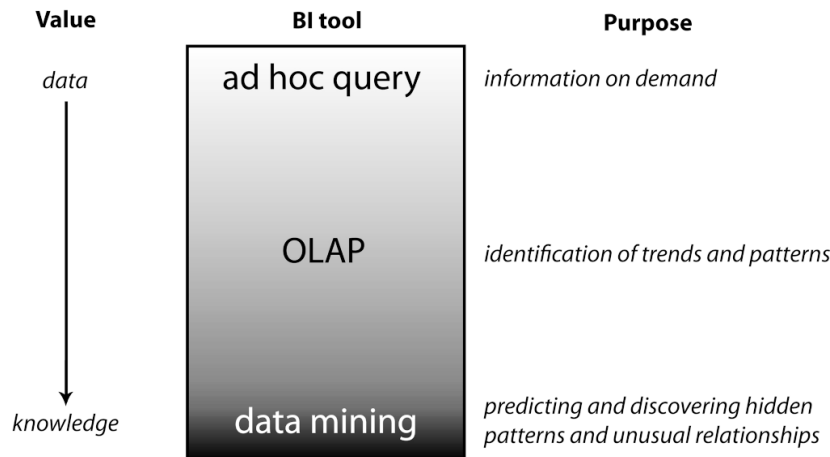 Value BI tool Purpose
data ad hoc query information on demand
OLAP identification of trends and patterns
knowledge data mining predicting and discovering hidden
patterns and unusual relationships